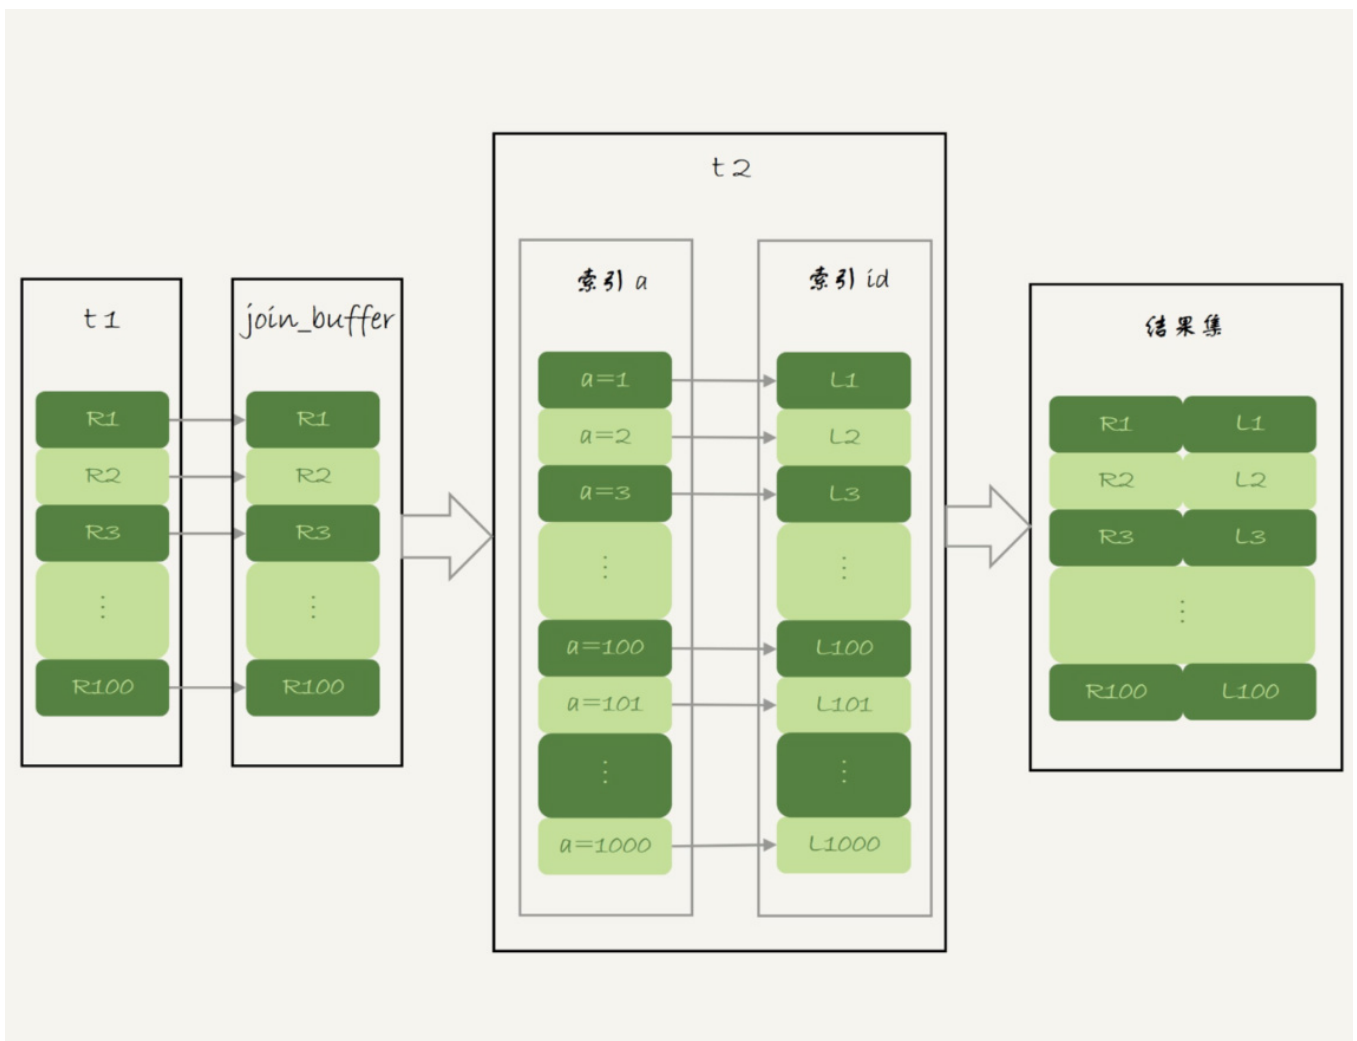 t1
R1
R2
R3
⋮
R100
join_buffer
R1
R2
R3
⋮
R100
t2
索引 a
a=1
a=2
a=3
⋮
a=100
a=101
⋮
a=1000
索引 id
L1
L2
L3
⋮
L100
L101
⋮
L1000
结果集
R1 L1
R2 L2
R3 L3
⋮
R100 L100